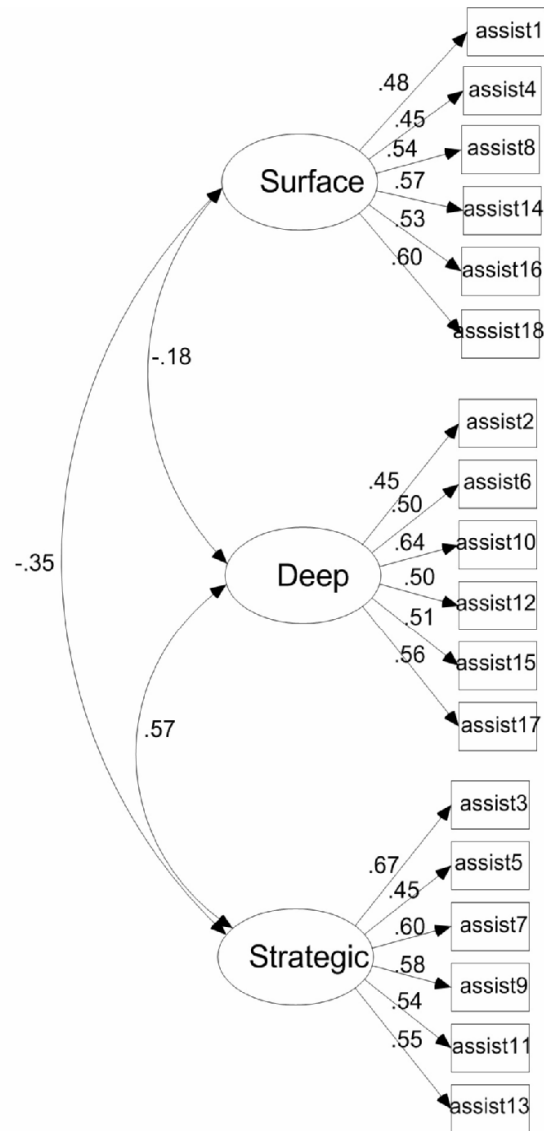 assist1
.48
assist4
.45
assist8
.54
Surface
.57
assist14
.53
assist16
.60
asssist18
-.18
assist2
.45
assist6
.50
assist10
.64
-.35
Deep
.50
assist12
.51
assist15
.56
assist17
.57
assist3
.67
assist5
.45
assist7
.60
Strategic
.58
assist9
.54
assist11
.55
assist13